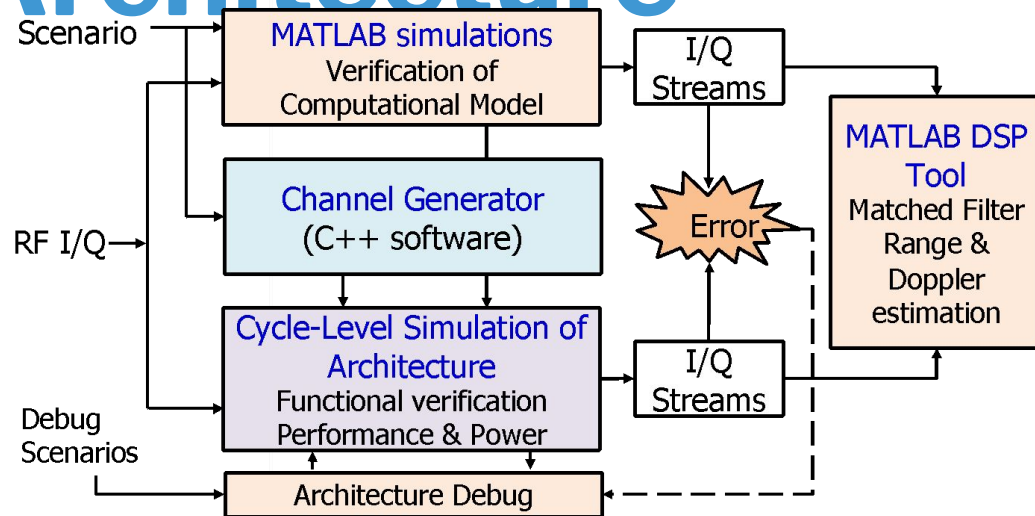 Architecture
Scenario
MATLAB simulations
Verification of
Computational Model
I/Q
Streams
MATLAB DSP
Tool
Matched Filter
Range &
Doppler
estimation
Channel Generator
(C++ software)
Error
RF I/Q
Cycle-Level Simulation of
Architecture
Functional verification
Performance & Power
I/Q
Streams
Debug
Scenarios
Architecture Debug